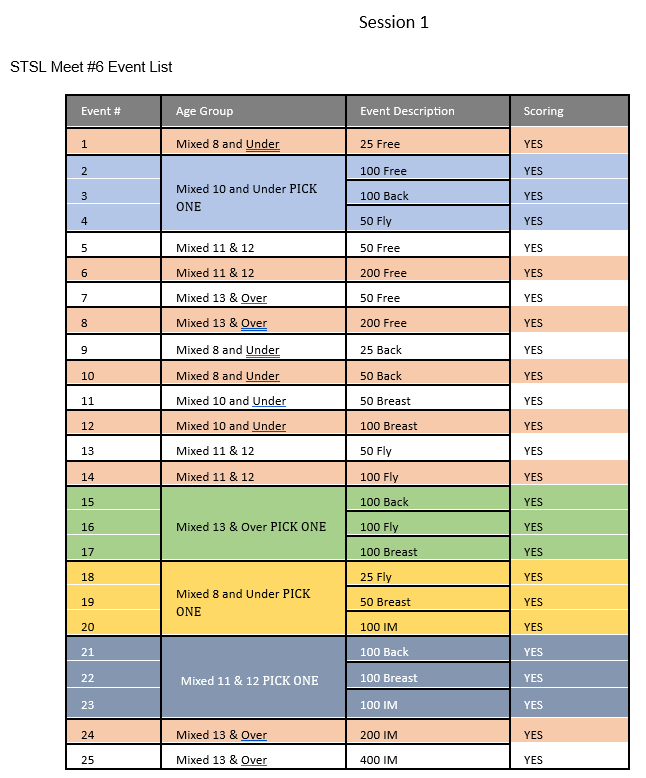 Session 1
STSL Meet #6 Event List
Event # Age Group Event Description Scoring
1 Mixed 8 and Under 25 Free YES
2 Mixed 10 and Under PICK ONE 100 Free YES
3 100 Back YES
4 50 Fly YES
5 Mixed 11 & 12 50 Free YES
6 Mixed 11 & 12 200 Free YES
7 Mixed 13 & Over 50 Free YES
8 Mixed 13 & Over 200 Free YES
9 Mixed 8 and Under 25 Back YES
10 Mixed 8 and Under 50 Back YES
11 Mixed 10 and Under 50 Breast YES
12 Mixed 10 and Under 100 Breast YES
13 Mixed 11 & 12 50 Fly YES
14 Mixed 11 & 12 100 Fly YES
15 100 Back YES
16 Mixed 13 & Over PICK ONE 100 Fly YES
17 100 Breast YES
18 Mixed 8 and Under PICK ONE 25 Fly YES
19 50 Breast YES
20 100 IM YES
21 100 Back YES
22 Mixed 11 & 12 PICK ONE 100 Breast YES
23 100 IM YES
24 Mixed 13 & Over 200 IM YES
25 Mixed 13 & Over 400 IM YES